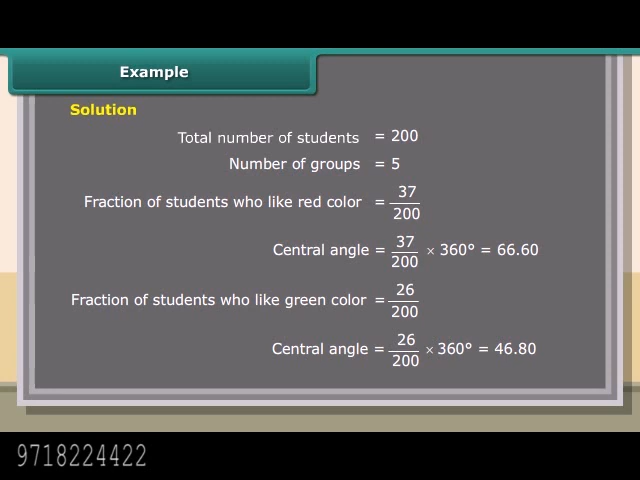 Example
Solution
Total number of students = 200
Number of groups = 5
Fraction of students who like red color = 37/200
Central angle = 37/200 × 360° = 66.60
Fraction of students who like green color = 26/200
Central angle = 26/200 × 360° = 46.80
9718224422